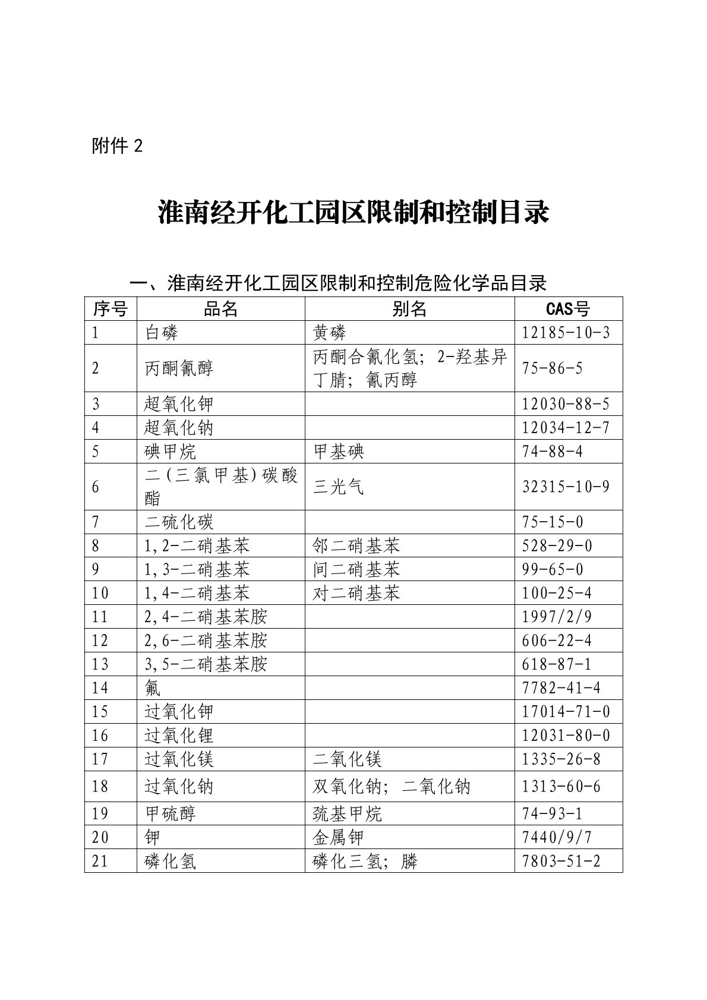 附件 2
淮南经开化工园区限制和控制目录
一、淮南经开化工园区限制和控制危险化学品目录
序号 品名 别名 CAS号
1 白磷 黄磷 12185-10-3
2 丙酮氰醇 丙酮合氰化氢；2-羟基异丁腈；氰丙醇 75-86-5
3 超氧化钾 12030-88-5
4 超氧化钠 12034-12-7
5 碘甲烷 甲基碘 74-88-4
6 二(三氯甲基)碳酸酯 三光气 32315-10-9
7 二硫化碳 75-15-0
8 1,2-二硝基苯 邻二硝基苯 528-29-0
9 1,3-二硝基苯 间二硝基苯 99-65-0
10 1,4-二硝基苯 对二硝基苯 100-25-4
11 2,4-二硝基苯胺 1997/2/9
12 2,6-二硝基苯胺 606-22-4
13 3,5-二硝基苯胺 618-87-1
14 氟 7782-41-4
15 过氧化钾 17014-71-0
16 过氧化锂 12031-80-0
17 过氧化镁 二氧化镁 1335-26-8
18 过氧化钠 双氧化钠；二氧化钠 1313-60-6
19 甲硫醇 巯基甲烷 74-93-1
20 钾 金属钾 7440/9/7
21 磷化氢 磷化三氢；膦 7803-51-2